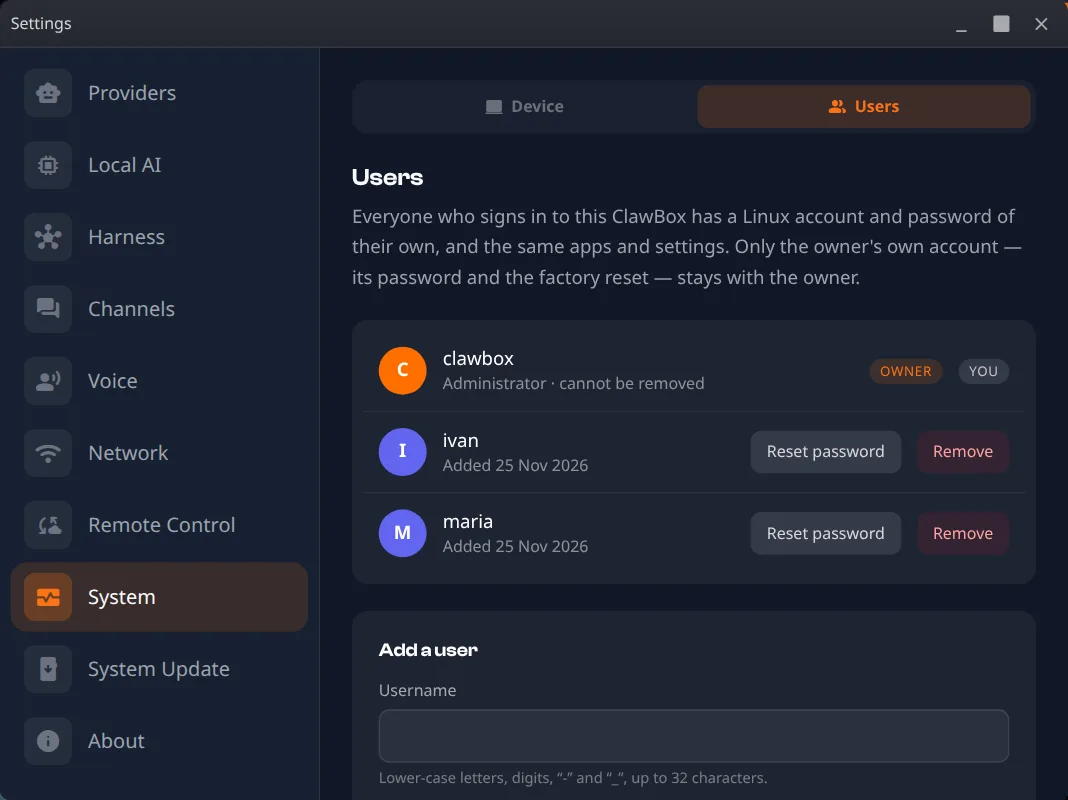 Settings
Providers
Local AI
Harness
Channels
Voice
Network
Remote Control
System
System Update
About
Device
Users
Users
Everyone who signs in to this ClawBox has a Linux account and password of
their own, and the same apps and settings. Only the owner's own account —
its password and the factory reset — stays with the owner.
C
clawbox
Administrator · cannot be removed
OWNER
YOU
I
ivan
Added 25 Nov 2026
Reset password
Remove
M
maria
Added 25 Nov 2026
Reset password
Remove
Add a user
Username
Lower-case letters, digits, “-” and “_”, up to 32 characters.